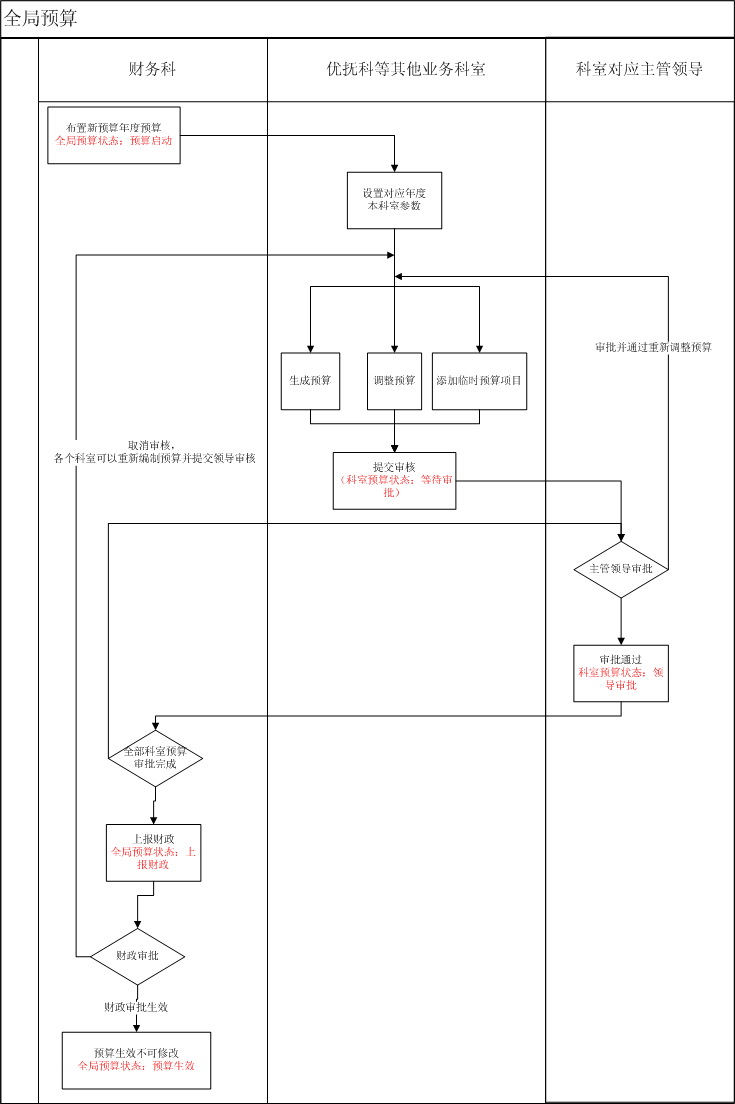 全局预算
财务科
优抚科等其他业务科室
科室对应主管领导
布置新预算年度预算
全局预算状态：预算启动
设置对应年度
本科室参数
审批并通过重新调整预算
生成预算
调整预算
添加临时预算项目
取消审核，
各个科室可以重新编制预算并提交领导审核
提交审核
（科室预算状态：等待审
批）
主管领导审批
审批通过
科室预算状态：领
导审批
全部科室预算
审批完成
上报财政
全局预算状态：上
报财政
财政审批
财政审批生效
预算生效不可修改
全局预算状态：预算生效